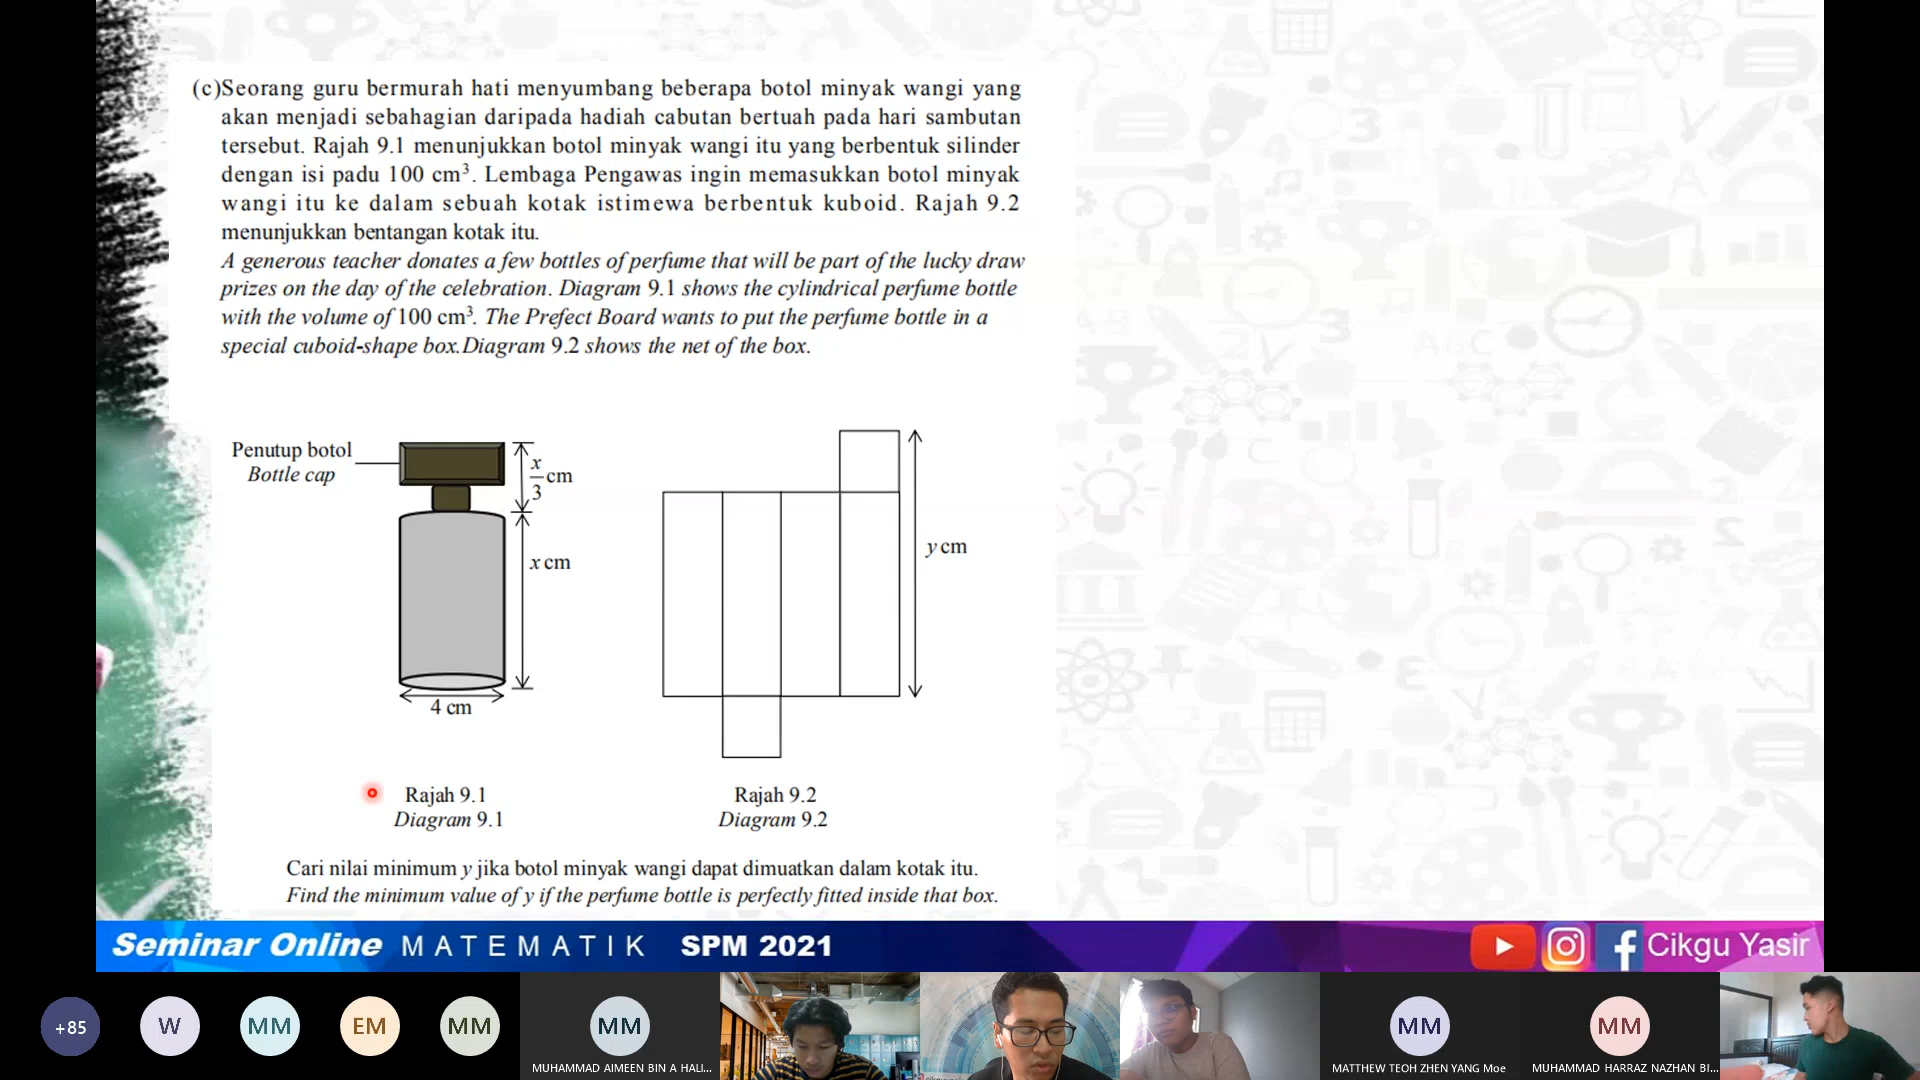 (c)Seorang guru bermurah hati menyumbang beberapa botol minyak wangi yang
akan menjadi sebahagian daripada hadiah cabutan bertuah pada hari sambutan
tersebut. Rajah 9.1 menunjukkan botol minyak wangi itu yang berbentuk silinder
dengan isi padu 100 cm³. Lembaga Pengawas ingin memasukkan botol minyak
wangi itu ke dalam sebuah kotak istimewa berbentuk kuboid. Rajah 9.2
menunjukkan bentangan kotak itu.
A generous teacher donates a few bottles of perfume that will be part of the lucky draw
prizes on the day of the celebration. Diagram 9.1 shows the cylindrical perfume bottle
with the volume of 100 cm³. The Prefect Board wants to put the perfume bottle in a
special cuboid-shape box.Diagram 9.2 shows the net of the box.
Penutup botol
Bottle cap
x/3 cm
x cm
4 cm
y cm
Rajah 9.1
Diagram 9.1
Rajah 9.2
Diagram 9.2
Cari nilai minimum y jika botol minyak wangi dapat dimuatkan dalam kotak itu.
Find the minimum value of y if the perfume bottle is perfectly fitted inside that box.
Seminar Online MATEMATIK SPM 2021
Cikgu Yasir
+85
W
MM
EM
MM
MM
MUHAMMAD AIMEEN BIN A HALI...
MM
MATTHEW TEOH ZHEN YANG Moe
MM
MUHAMMAD HARRAZ NAZHAN BI...